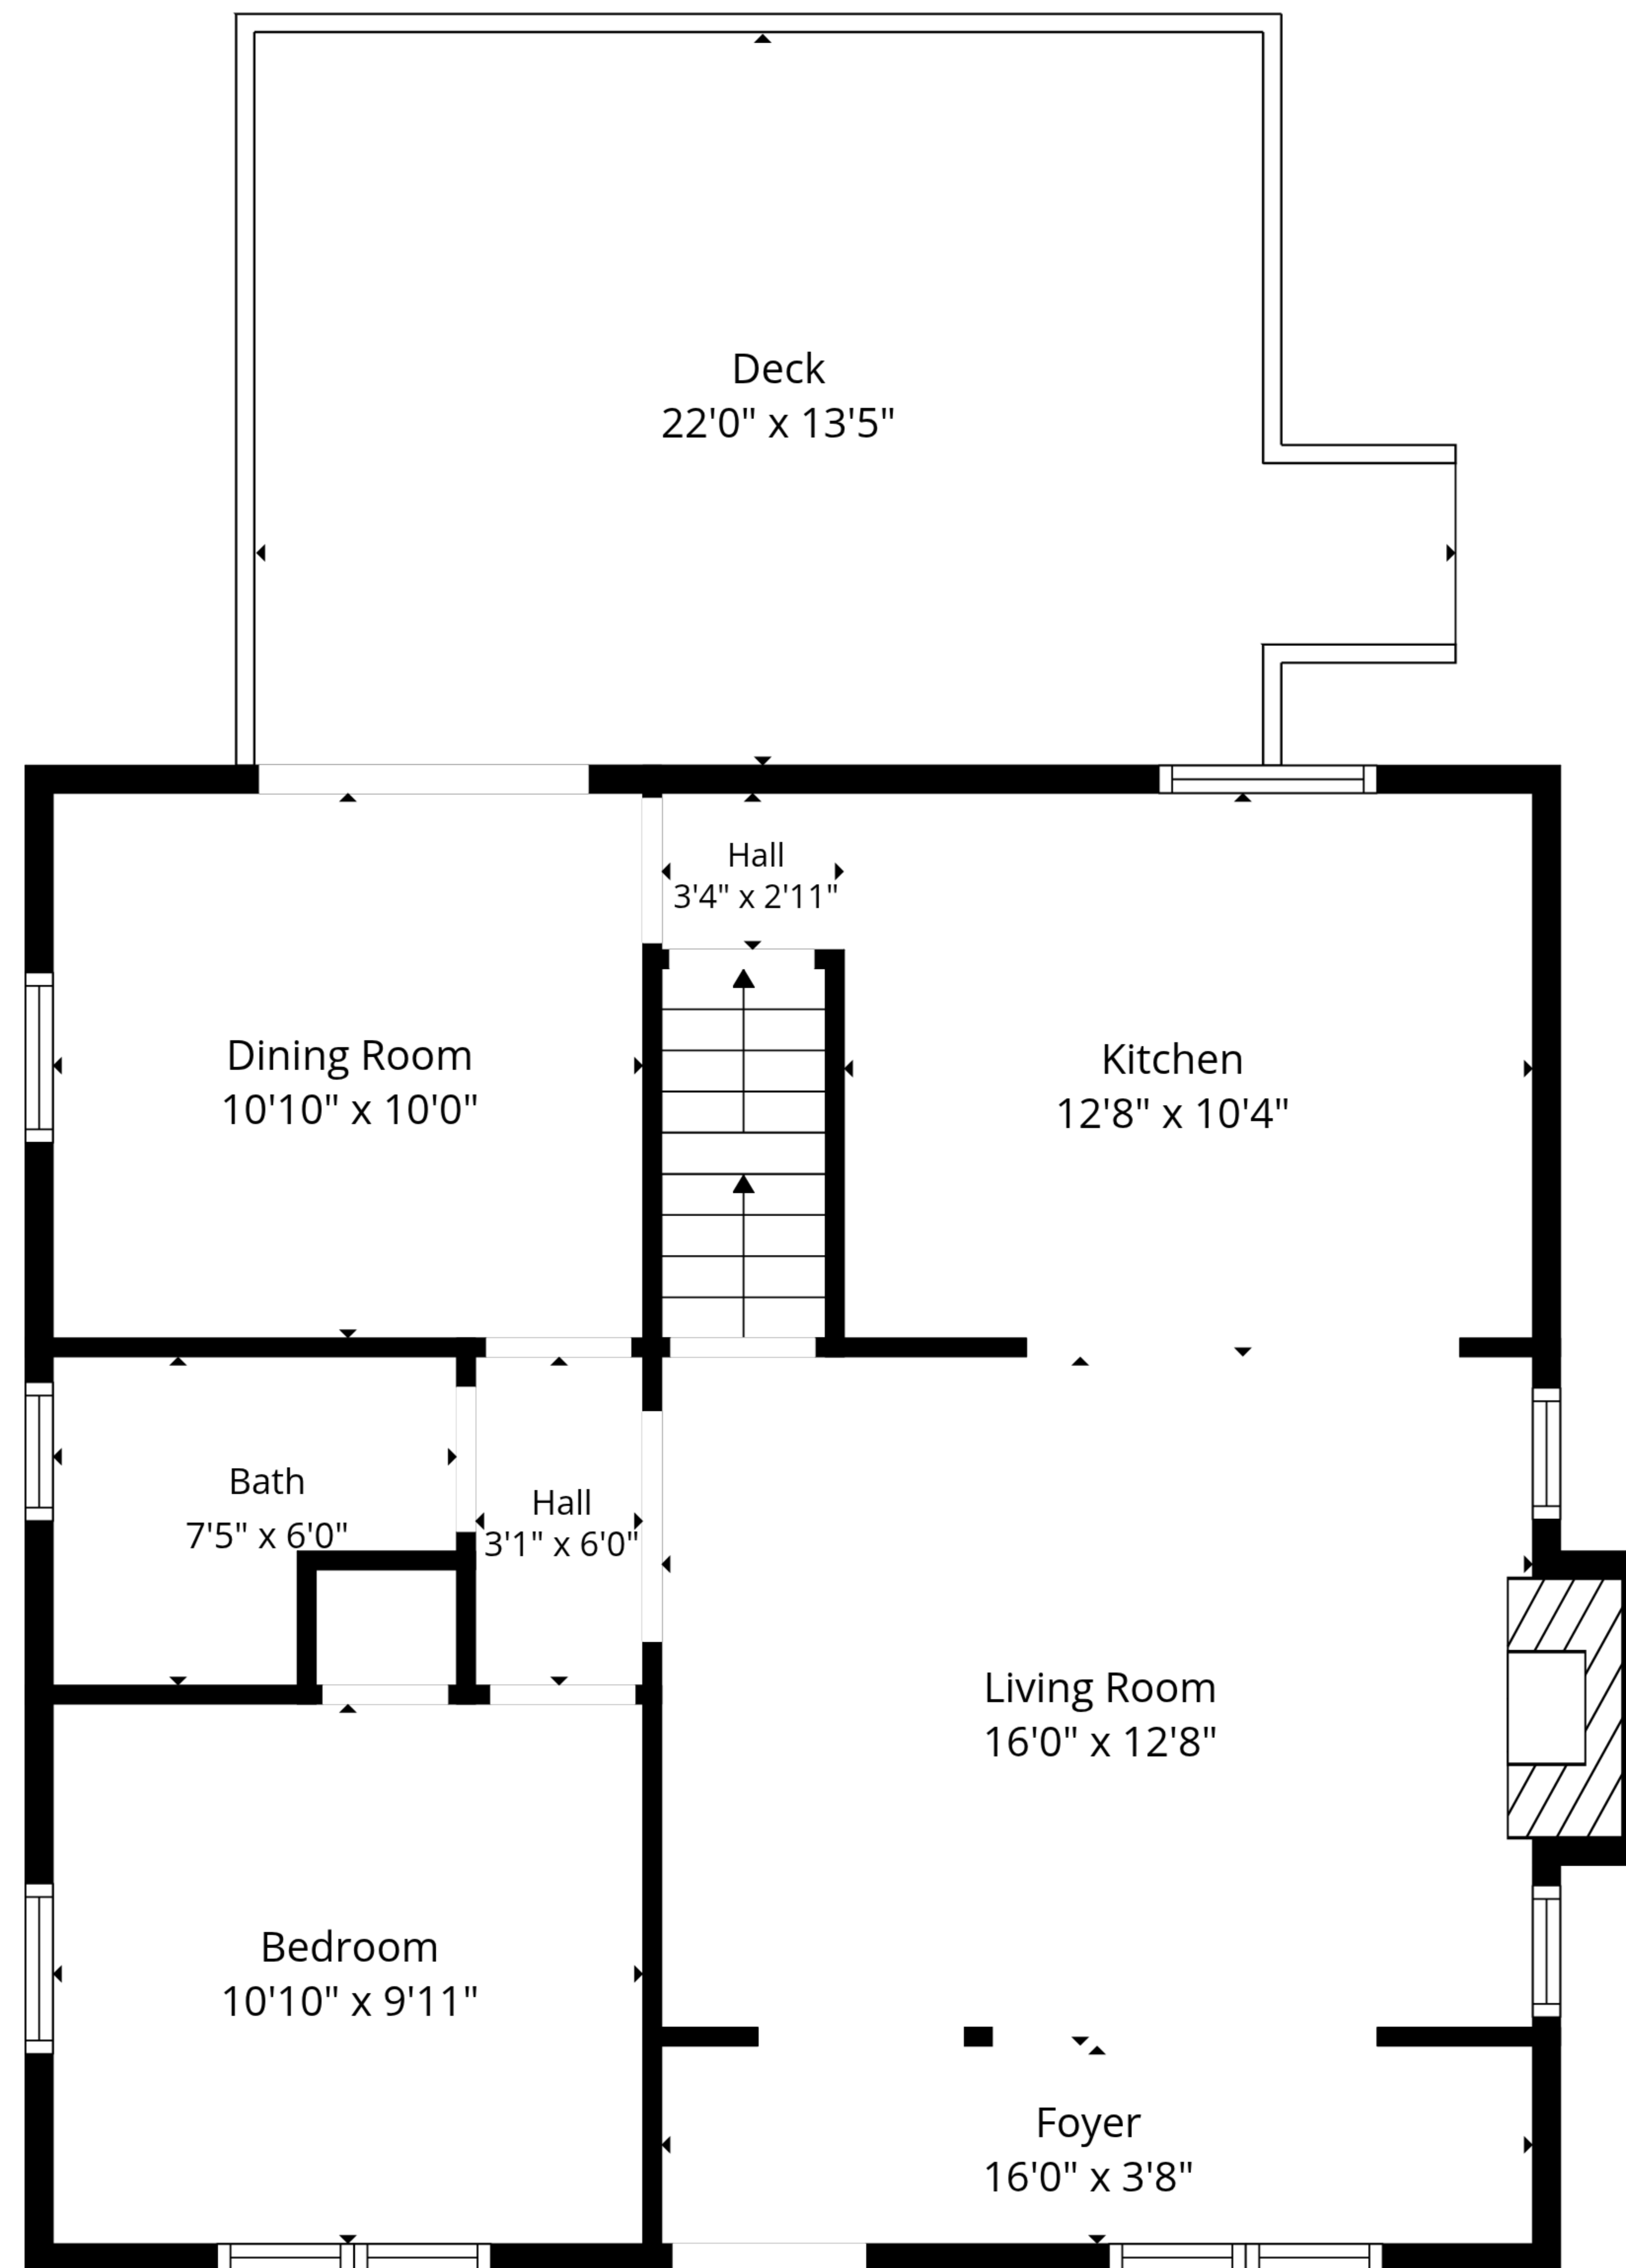 Deck
22'0" x 13'5"
Hall
3'4" x 2'11"
Dining Room
10'10" x 10'0"
Kitchen
12'8" x 10'4"
Bath
7'5" x 6'0"
Hall
3'1" x 6'0"
Living Room
16'0" x 12'8"
Bedroom
10'10" x 9'11"
Foyer
16'0" x 3'8"